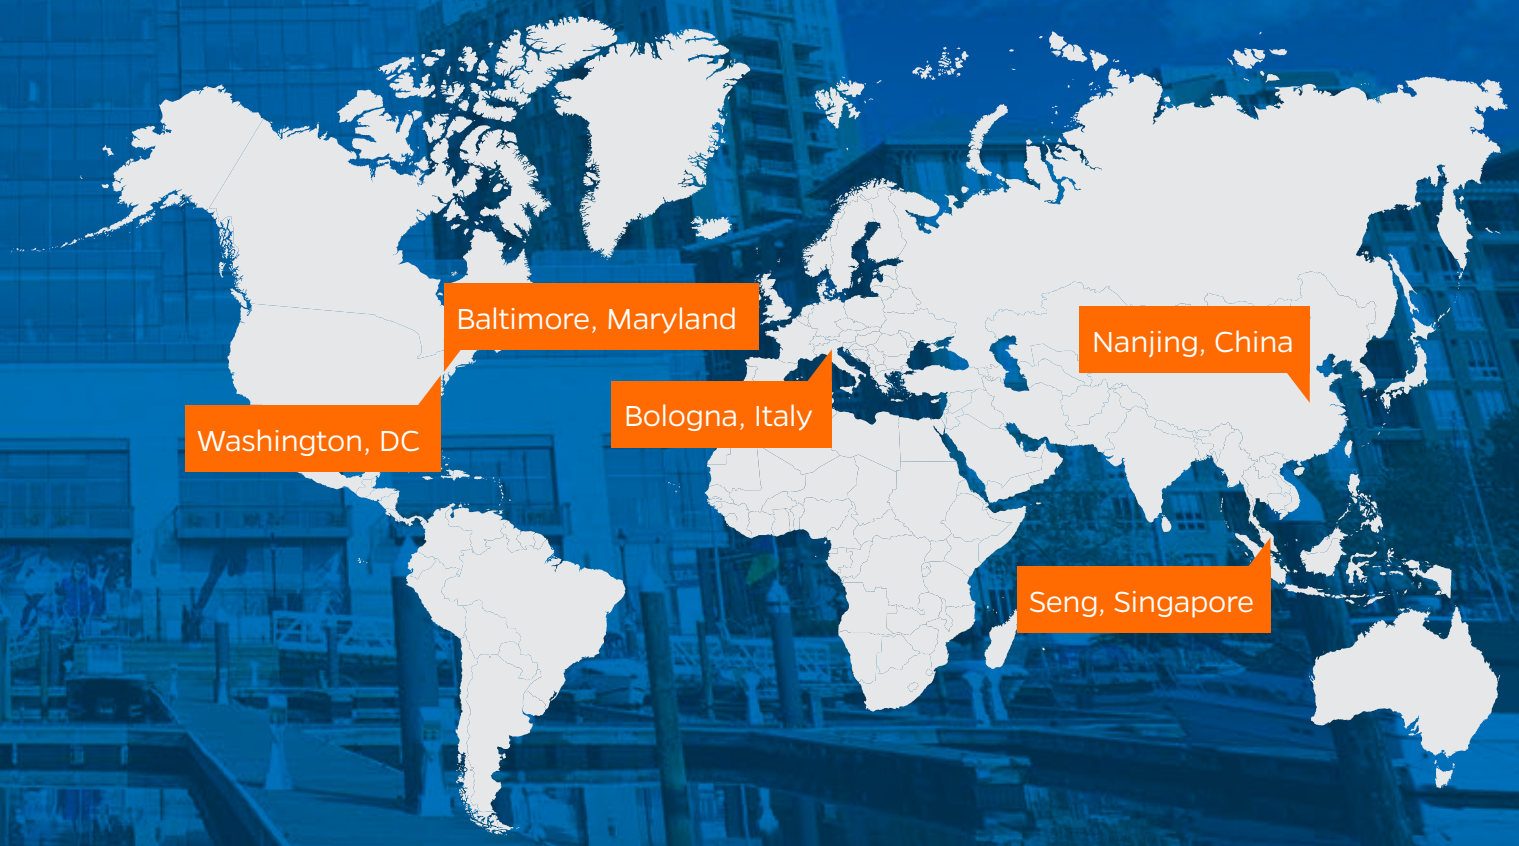 Baltimore, Maryland
Nanjing, China
Bologna, Italy
Washington, DC
Seng, Singapore